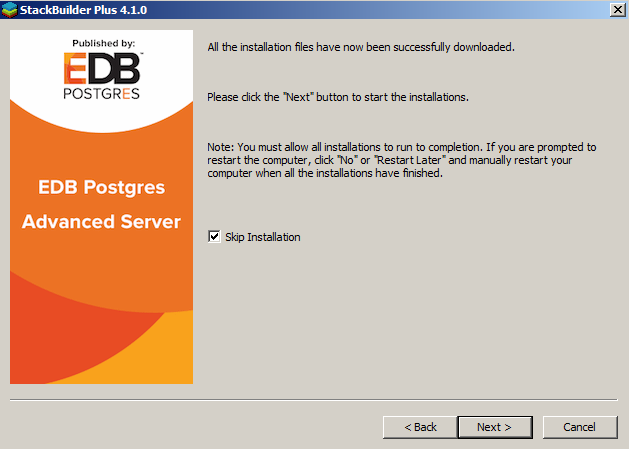 StackBuilder Plus 4.1.0
Published by:
EDB™
POSTGRES
EDB Postgres
Advanced Server
All the installation files have now been successfully downloaded.
Please click the "Next" button to start the installations.
Note: You must allow all installations to run to completion. If you are prompted to
restart the computer, click "No" or "Restart Later" and manually restart your
computer when all the installations have finished.
Skip Installation
< Back
Next >
Cancel